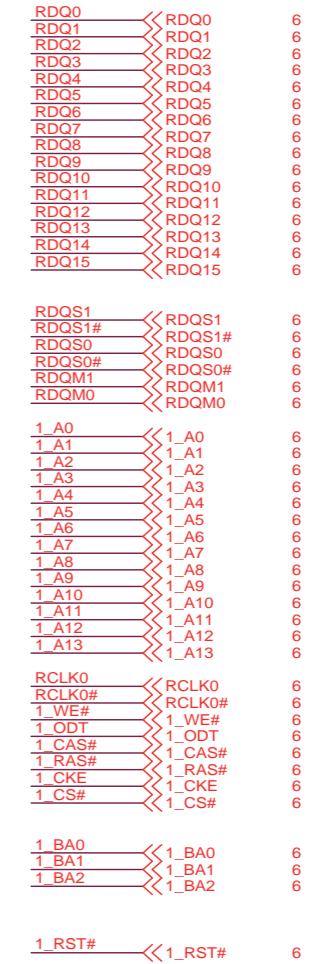 RDQ0 RDQ0 6
RDQ1 RDQ1 6
RDQ2 RDQ2 6
RDQ3 RDQ3 6
RDQ4 RDQ4 6
RDQ5 RDQ5 6
RDQ6 RDQ6 6
RDQ7 RDQ7 6
RDQ8 RDQ8 6
RDQ9 RDQ9 6
RDQ10 RDQ10 6
RDQ11 RDQ11 6
RDQ12 RDQ12 6
RDQ13 RDQ13 6
RDQ14 RDQ14 6
RDQ15 RDQ15 6
RDQS1 RDQS1 6
RDQS1# RDQS1# 6
RDQS0 RDQS0 6
RDQS0# RDQS0# 6
RDQM1 RDQM1 6
RDQM0 RDQM0 6
1_A0 1_A0 6
1_A1 1_A1 6
1_A2 1_A2 6
1_A3 1_A3 6
1_A4 1_A4 6
1_A5 1_A5 6
1_A6 1_A6 6
1_A7 1_A7 6
1_A8 1_A8 6
1_A9 1_A9 6
1_A10 1_A10 6
1_A11 1_A11 6
1_A12 1_A12 6
1_A13 1_A13 6
RCLK0 RCLK0 6
RCLK0# RCLK0# 6
1_WE# 1_WE# 6
1_ODT 1_ODT 6
1_CAS# 1_CAS# 6
1_RAS# 1_RAS# 6
1_CKE 1_CKE 6
1_CS# 1_CS# 6
1_BA0 1_BA0 6
1_BA1 1_BA1 6
1_BA2 1_BA2 6
1_RST# 1_RST# 6